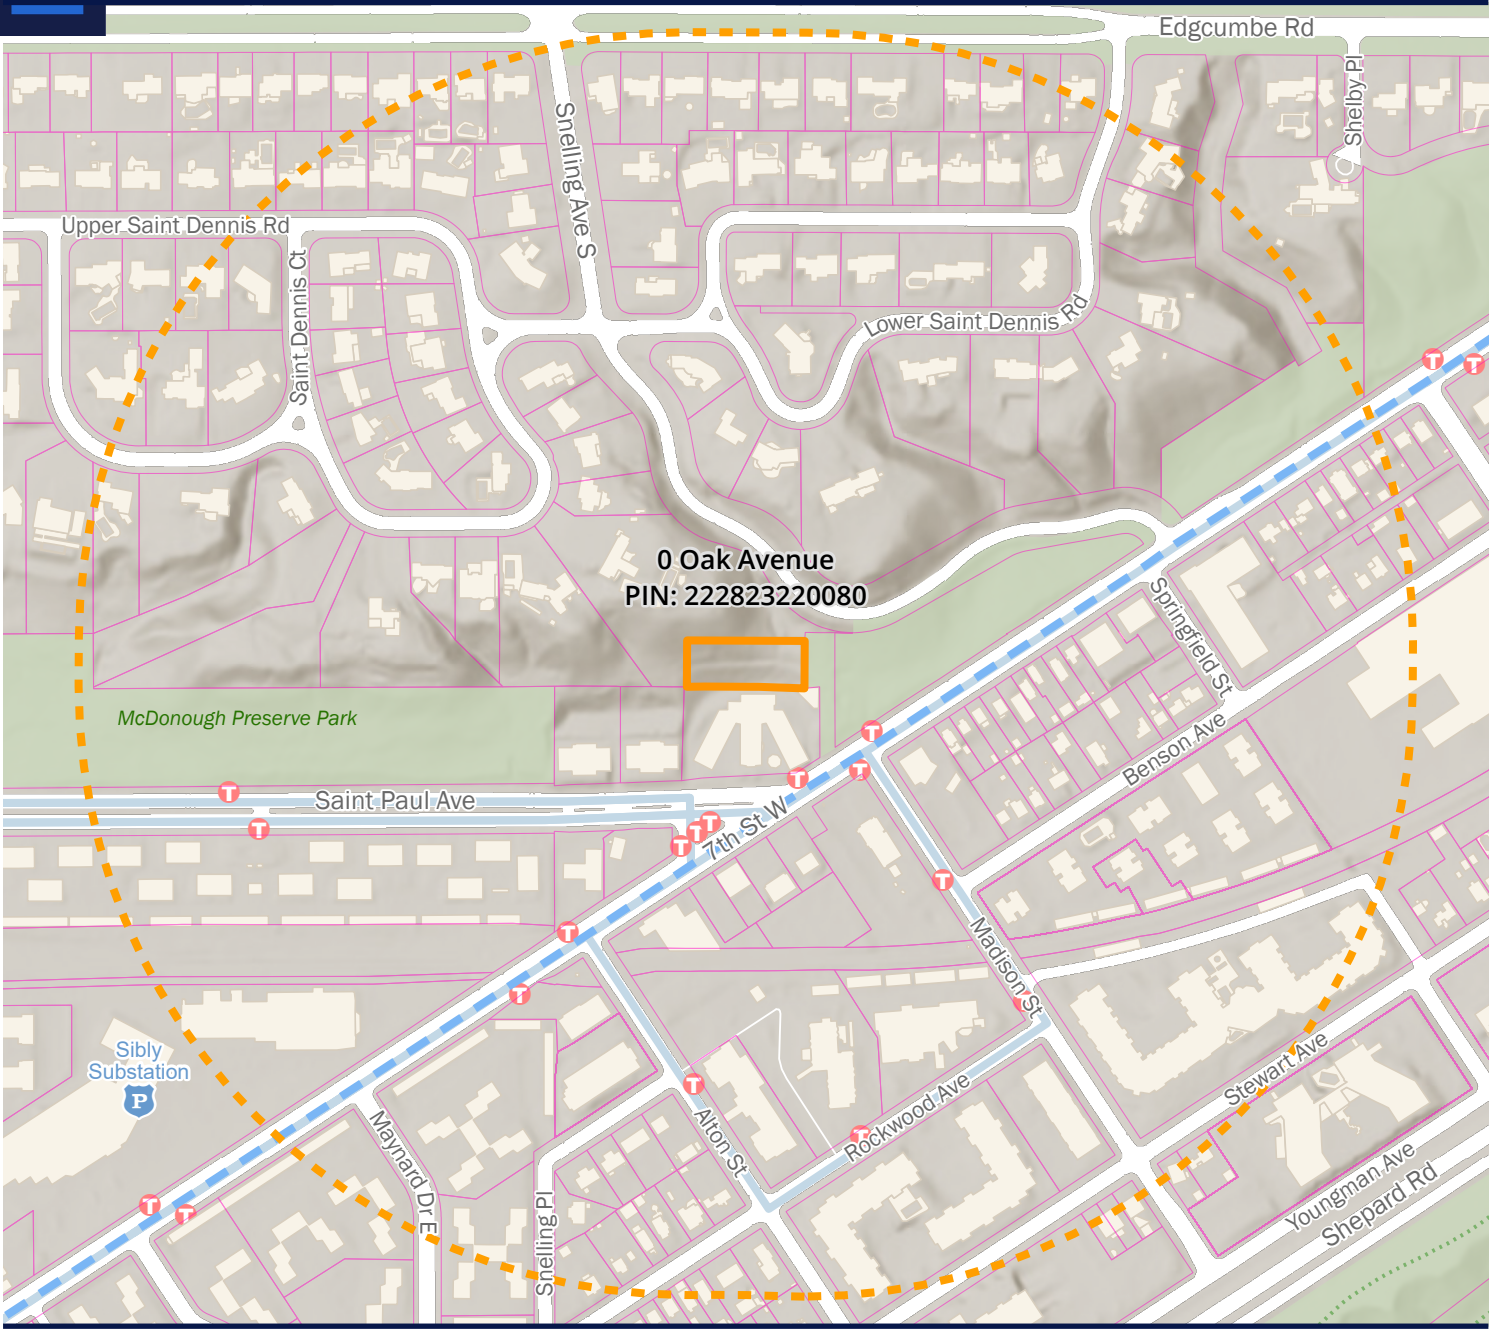 Edgcumbe Rd
Shelby Pl
Snelling Ave S
Upper Saint Dennis Rd
Saint Dennis Ct
Lower Saint Dennis Rd
0 Oak Avenue
PIN: 222823220080
Springfield St
McDonough Preserve Park
Benson Ave
T
T
T
T
T
T
Saint Paul Ave
T
T
T
T
7th St W
T
T
Madison St
T
T
Sibly
Substation
P
Stewart Ave
T
Rockwood Ave
Alton St
T
Maynard Dr E
Youngman Ave
Shepard Rd
Snelling Pl
T
T